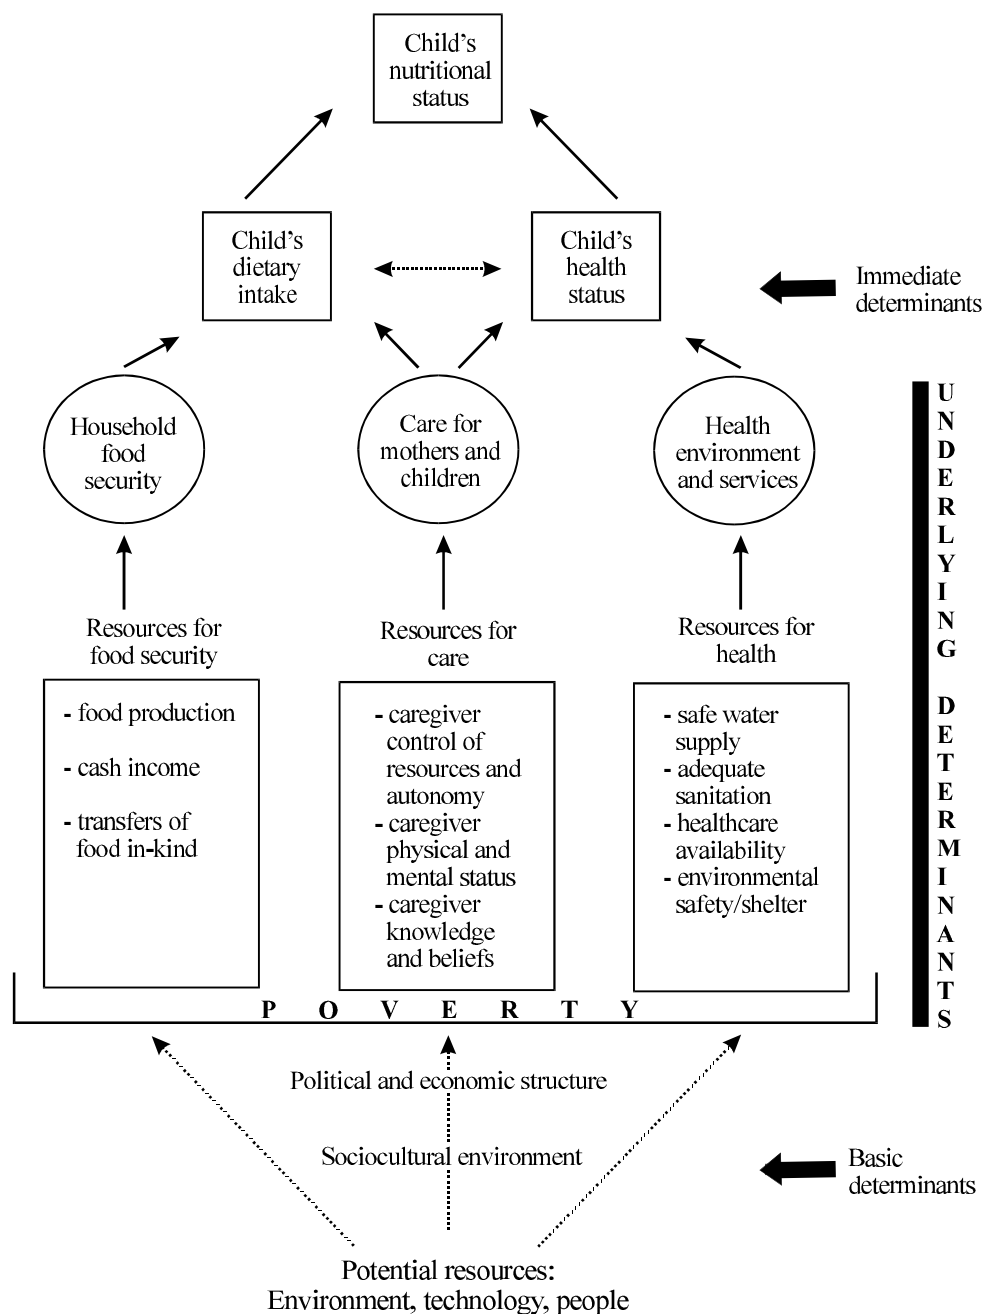 Child's
nutritional
status
Child's
dietary
intake
Child's
health
status
Immediate
determinants
Household
food
security
Care for
mothers and
children
Health
environment
and services
Resources for
food security
Resources for
care
Resources for
health
- food production
- cash income
- transfers of
food in-kind
- caregiver
control of
resources and
autonomy
- caregiver
physical and
mental status
- caregiver
knowledge
and beliefs
- safe water
supply
- adequate
sanitation
- healthcare
availability
- environmental
safety/shelter
UNDERLYING DETERMINANTS
P O V E R T Y
Political and economic structure
Sociocultural environment
Basic
determinants
Potential resources:
Environment, technology, people